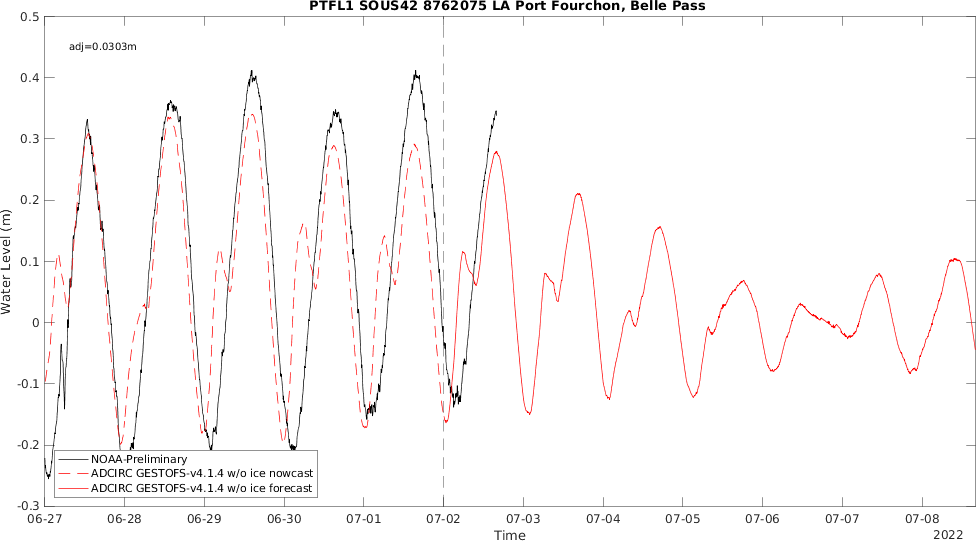 PTFL1 SOUS42 8762075 LA Port Fourchon, Belle Pass
adj=0.0303m
0.5
0.4
0.3
0.2
0.1
0
-0.1
-0.2
-0.3
Water Level (m)
NOAA-Preliminary
ADCIRC GESTOFS-v4.1.4 w/o ice nowcast
ADCIRC GESTOFS-v4.1.4 w/o ice forecast
06-27 06-28 06-29 06-30 07-01 07-02 07-03 07-04 07-05 07-06 07-07 07-08
Time
2022